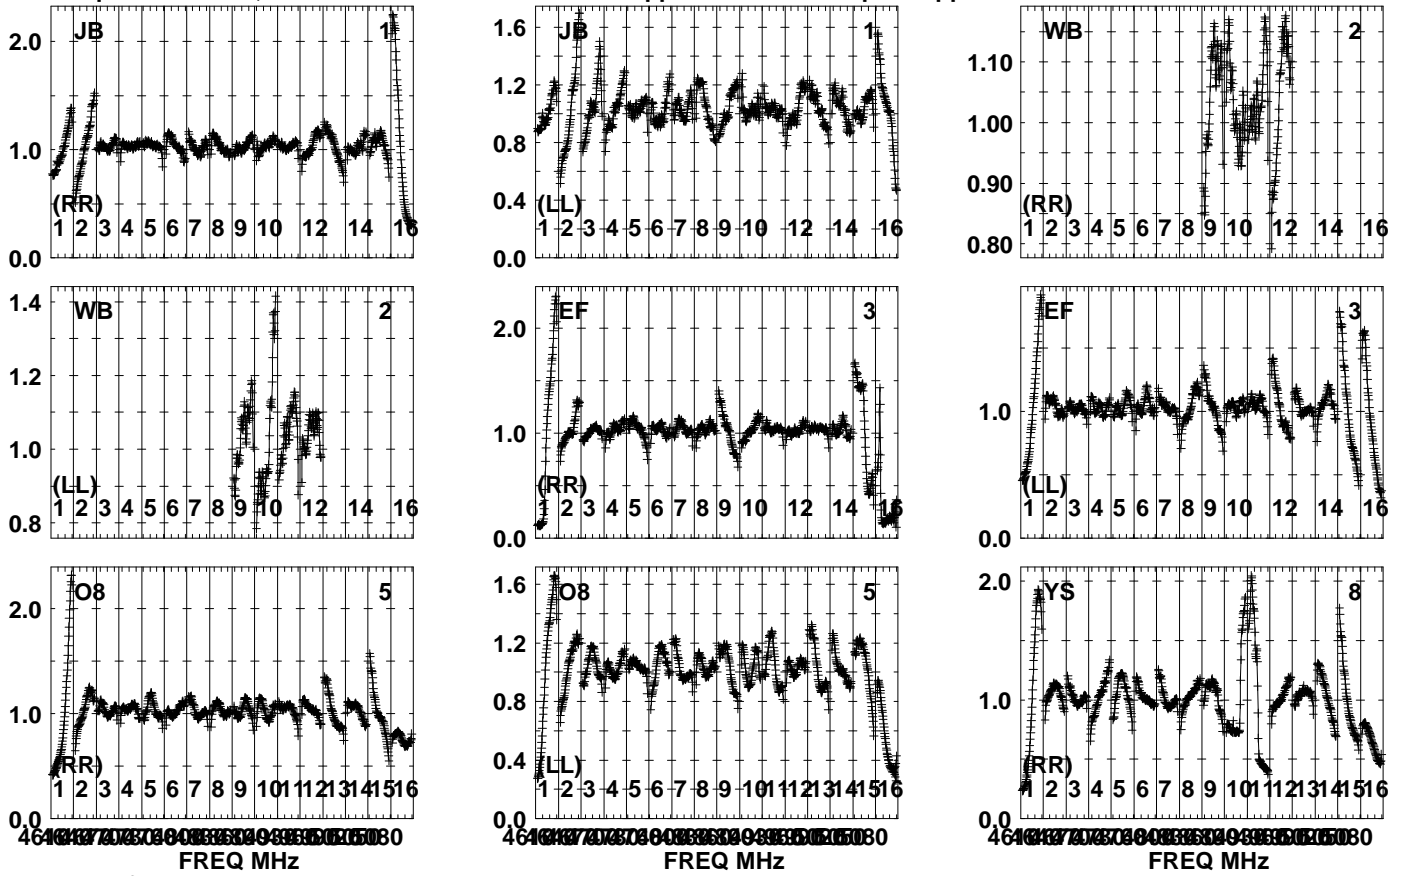 JB 1
2.0
1.0
0.0
(RR)
1 2 3 4 5 6 7 8 9 10 12 14 16
JB 1
1.6
1.2
0.8
0.4
0.0
(LL)
1 2 3 4 5 6 7 8 9 10 12 14 16
WB 2
1.10
1.00
0.90
0.80
(RR)
1 2 3 4 5 6 7 8 9 10 12 14 16
WB 2
1.4
1.2
1.0
0.8
(LL)
1 2 3 4 5 6 7 8 9 10 12 14 16
EF 3
2.0
1.0
0.0
(RR)
1 2 3 4 5 6 7 8 9 10 12 14 16
EF 3
1.0
0.0
(LL)
1 2 3 4 5 6 7 8 9 10 12 14 16
O8 5
2.0
1.0
0.0
(RR)
1 2 3 4 5 6 7 8 9 10 11 12 13 14 16
FREQ MHz
O8 5
1.6
1.2
0.8
0.4
0.0
(LL)
1 2 3 4 5 6 7 8 9 10 11 12 13 14 15 16
FREQ MHz
YS 8
2.0
1.0
0.0
(RR)
1 2 3 4 5 6 7 8 9 10 11 12 13 14 15 16
FREQ MHz